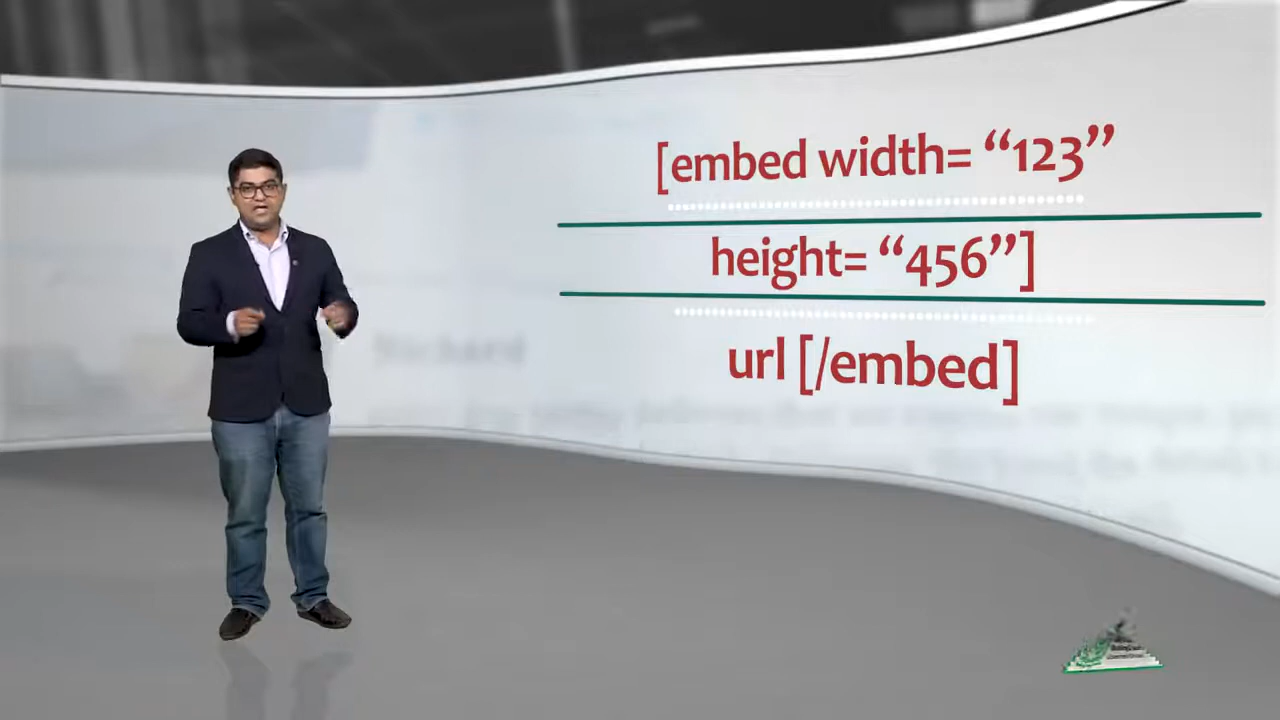 [embed width= “123”
height= “456”]
url [/embed]